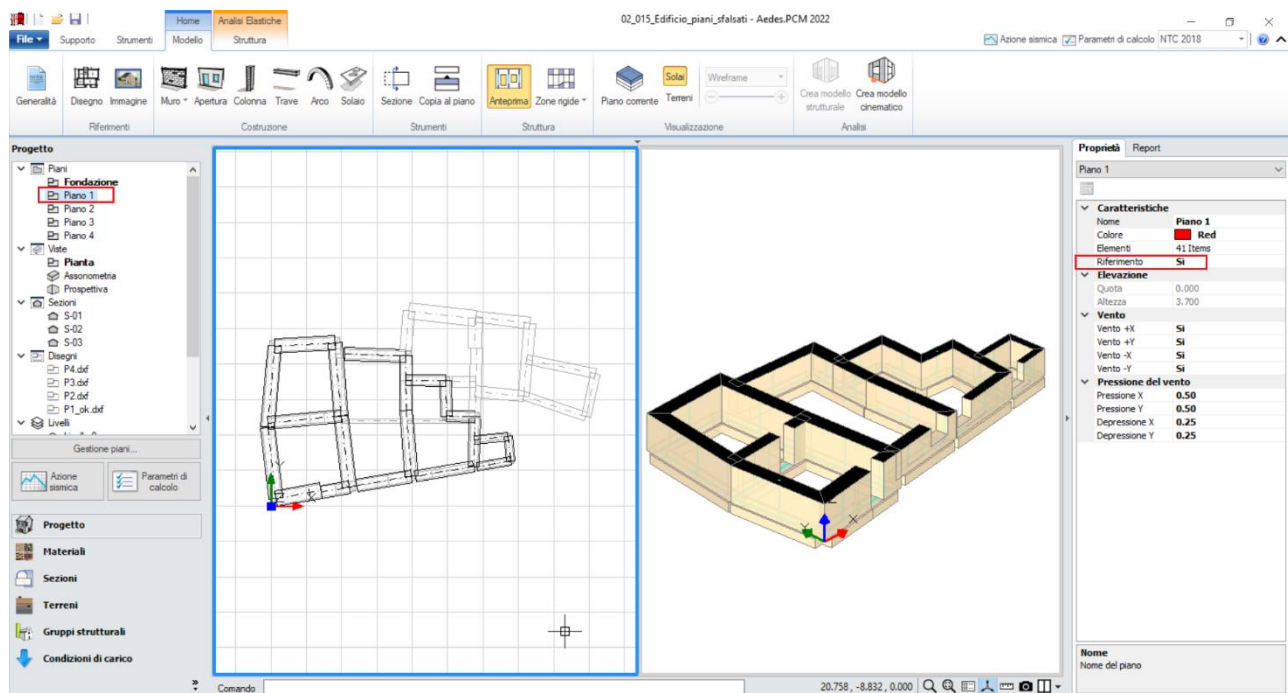 02_015_Edificio_piani_sfalsati - Aedes.PCM 2022
Home
Analisi Elastiche
File
Supporto
Strumenti
Modello
Struttura
Azione sismica
Parametri di calcolo
NTC 2018
Generalità
Disegno
Immagine
Muro
Apertura
Colonna
Trave
Arco
Solaio
Sezione
Copia al piano
Anteprima
Zone rigide
Piano corrente
Solai
Terreni
Wireframe
Crea modello strutturale
Crea modello cinematico
Riferimenti
Costruzione
Strumenti
Struttura
Visualizzazione
Analisi
Progetto
Piani
Fondazione
Piano 1
Piano 2
Piano 3
Piano 4
Viste
Pianta
Assonometria
Prospettiva
Sezioni
S-01
S-02
S-03
Disegni
P4.dxf
P3.dxf
P2.dxf
P1_ok.dxf
Livelli
Gestione piani...
Azione sismica
Parametri di calcolo
Progetto
Materiali
Sezioni
Terreni
Gruppi strutturali
Condizioni di carico
Y
X
Y
X
Comando
20.758 , -8.832 , 0.000
Proprietà
Report
Piano 1
Caratteristiche
Nome Piano 1
Colore Red
Elementi 41 Items
Riferimento Sì
Elevazione
Quota 0.000
Altezza 3.700
Vento
Vento +X Sì
Vento +Y Sì
Vento -X Sì
Vento -Y Sì
Pressione del vento
Pressione X 0.50
Pressione Y 0.50
Depressione X 0.25
Depressione Y 0.25
Nome
Nome del piano